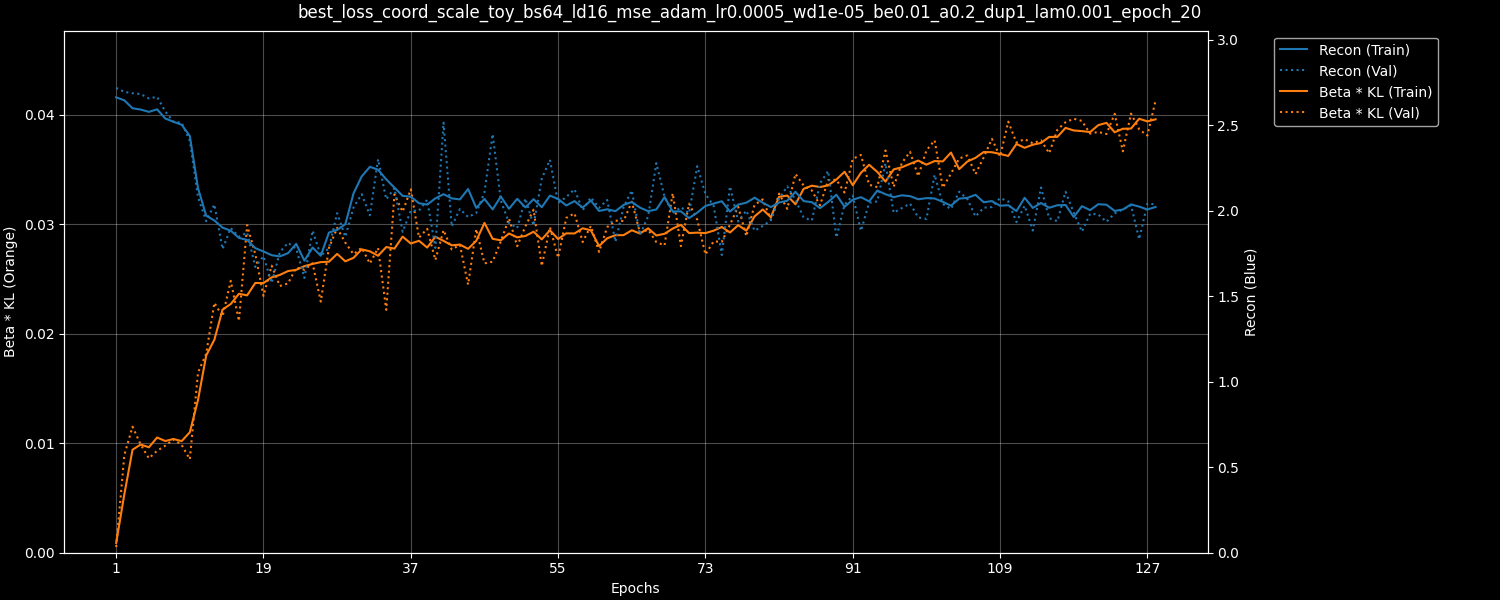 best_loss_coord_scale_toy_bs64_ld16_mse_adam_lr0.0005_wd1e-05_be0.01_a0.2_dup1_lam0.001_epoch_20
Recon (Train)
Recon (Val)
Beta * KL (Train)
Beta * KL (Val)
Beta * KL (Orange)
0.04
0.03
0.02
0.01
0.00
3.0
2.5
2.0
1.5
1.0
0.5
0.0
Recon (Blue)
1 19 37 55 73 91 109 127
Epochs